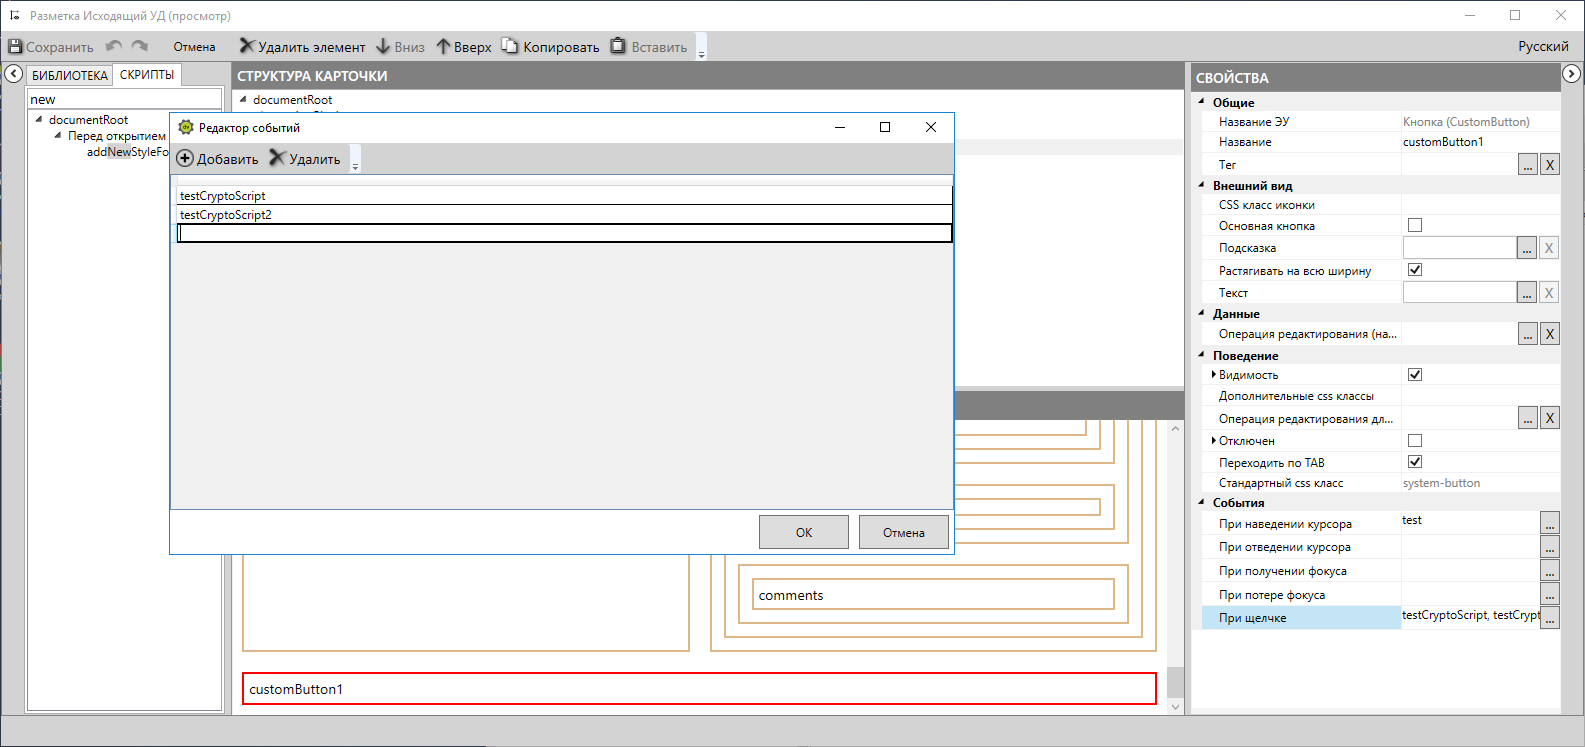 Разметка Исходящий УД (просмотр)
Сохранить Отмена Удалить элемент Вниз Вверх Копировать Вставить Русский
БИБЛИОТЕКА СКРИПТЫ
new
documentRoot
Перед открытием
addNewStyleFo
СТРУКТУРА КАРТОЧКИ
documentRoot
Редактор событий
Добавить Удалить
testCryptoScript
testCryptoScript2
OK Отмена
comments
customButton1
СВОЙСТВА
Общие
Название ЭУ Кнопка (CustomButton)
Название customButton1
Тег ... X
Внешний вид
CSS класс иконки
Основная кнопка
Подсказка ... X
Растягивать на всю ширину
Текст ... X
Данные
Операция редактирования (на... ... X
Поведение
Видимость
Дополнительные css классы
Операция редактирования дл... ... X
Отключен
Переходить по TAB
Стандартный css класс system-button
События
При наведении курсора test ...
При отведении курсора ...
При получении фокуса ...
При потере фокуса ...
При щелчке testCryptoScript, testCrypt ...